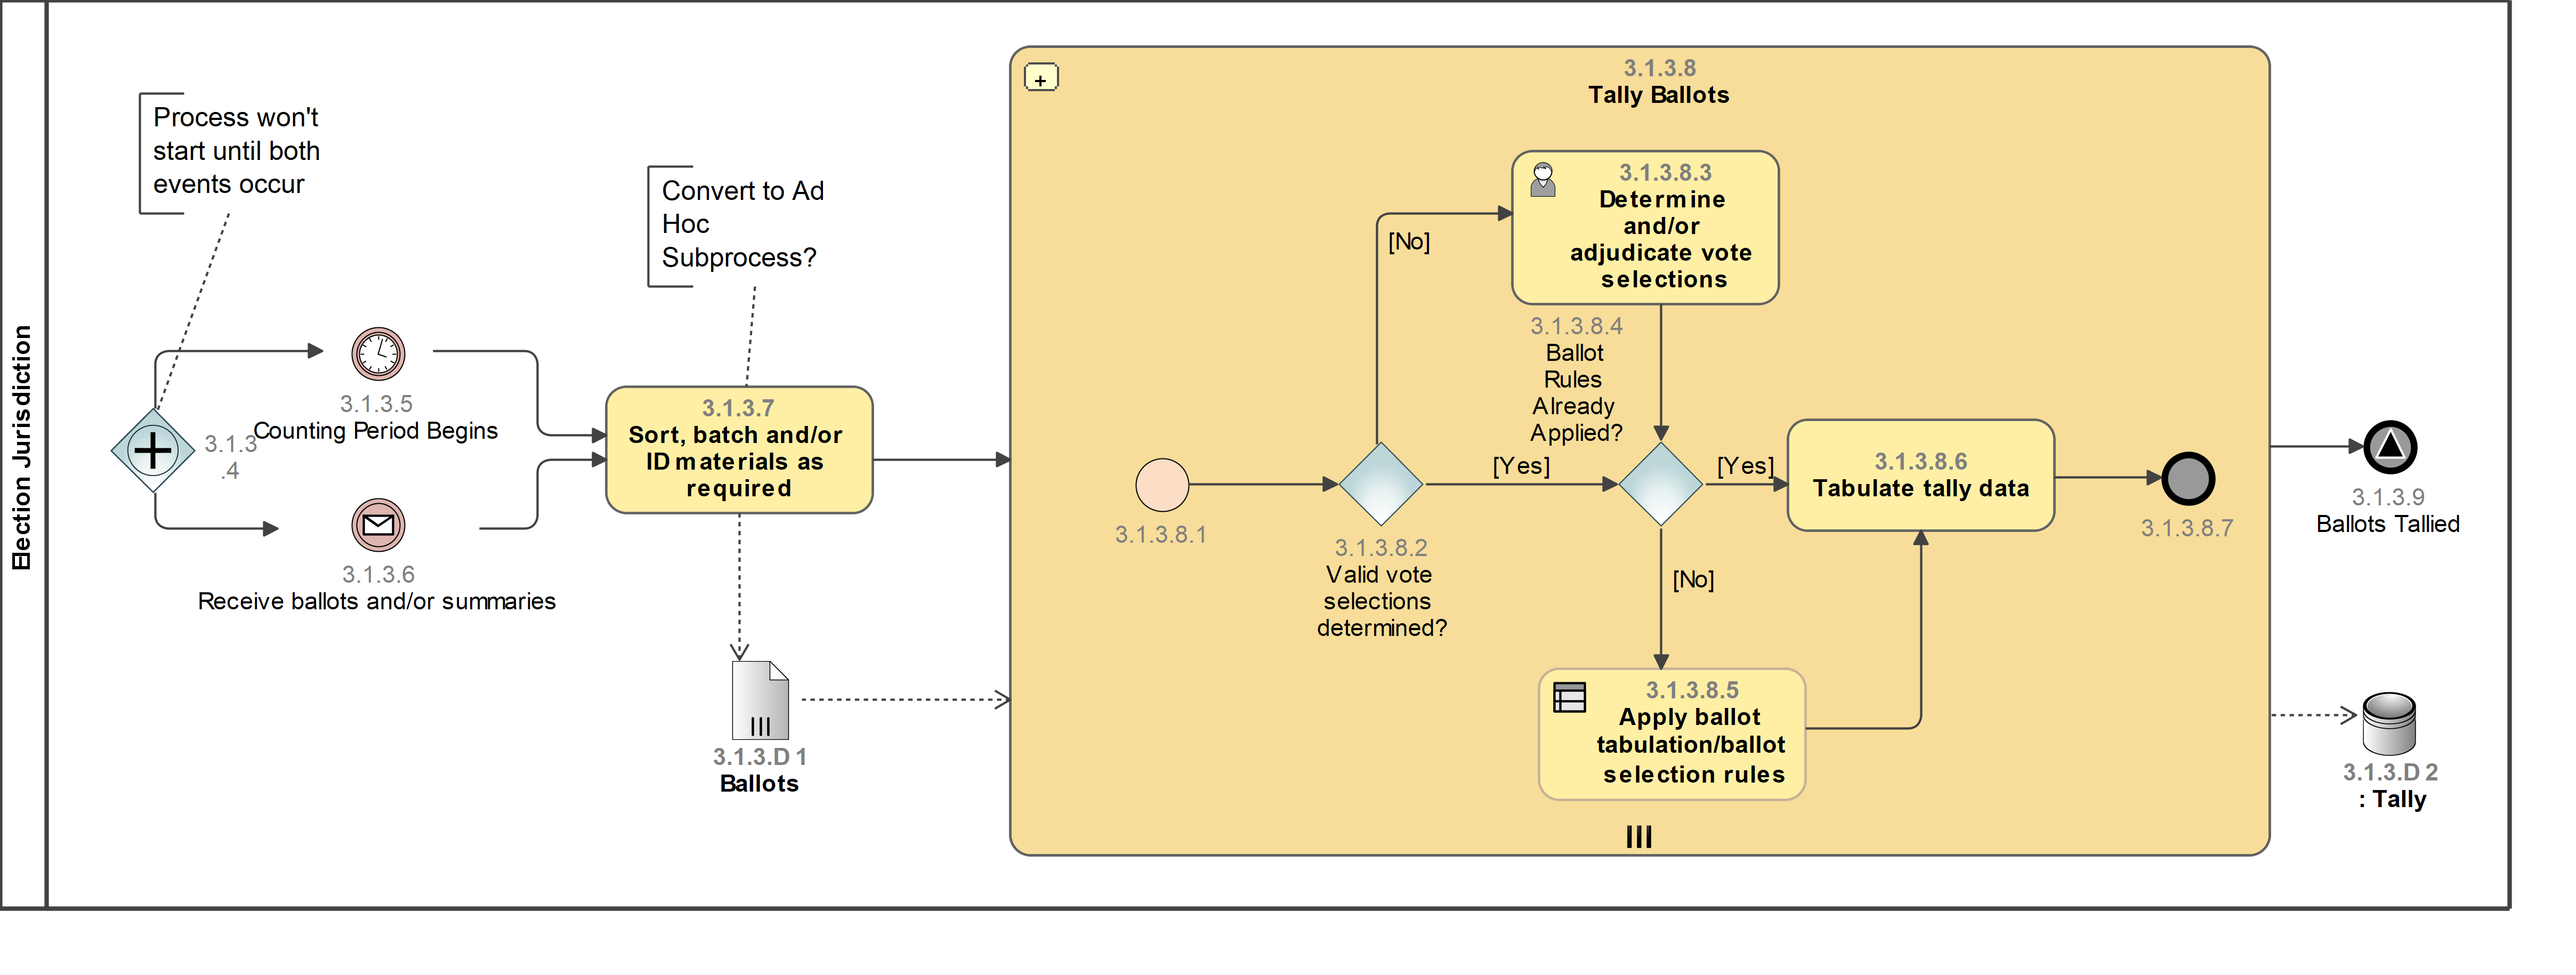 Election Jurisdiction
Process won't
start until both
events occur
Convert to Ad
Hoc
Subprocess?
3.1.3
.4
3.1.3.5
Counting Period Begins
3.1.3.6
Receive ballots and/or summaries
3.1.3.7
Sort, batch and/or
ID materials as
required
3.1.3.D 1
Ballots
+
3.1.3.8
Tally Ballots
3.1.3.8.1
3.1.3.8.2
Valid vote
selections
determined?
[No]
[Yes]
3.1.3.8.3
Determine
and/or
adjudicate vote
selections
3.1.3.8.4
Ballot
Rules
Already
Applied?
[Yes]
[No]
3.1.3.8.5
Apply ballot
tabulation/ballot
selection rules
3.1.3.8.6
Tabulate tally data
3.1.3.8.7
3.1.3.9
Ballots Tallied
3.1.3.D 2
: Tally